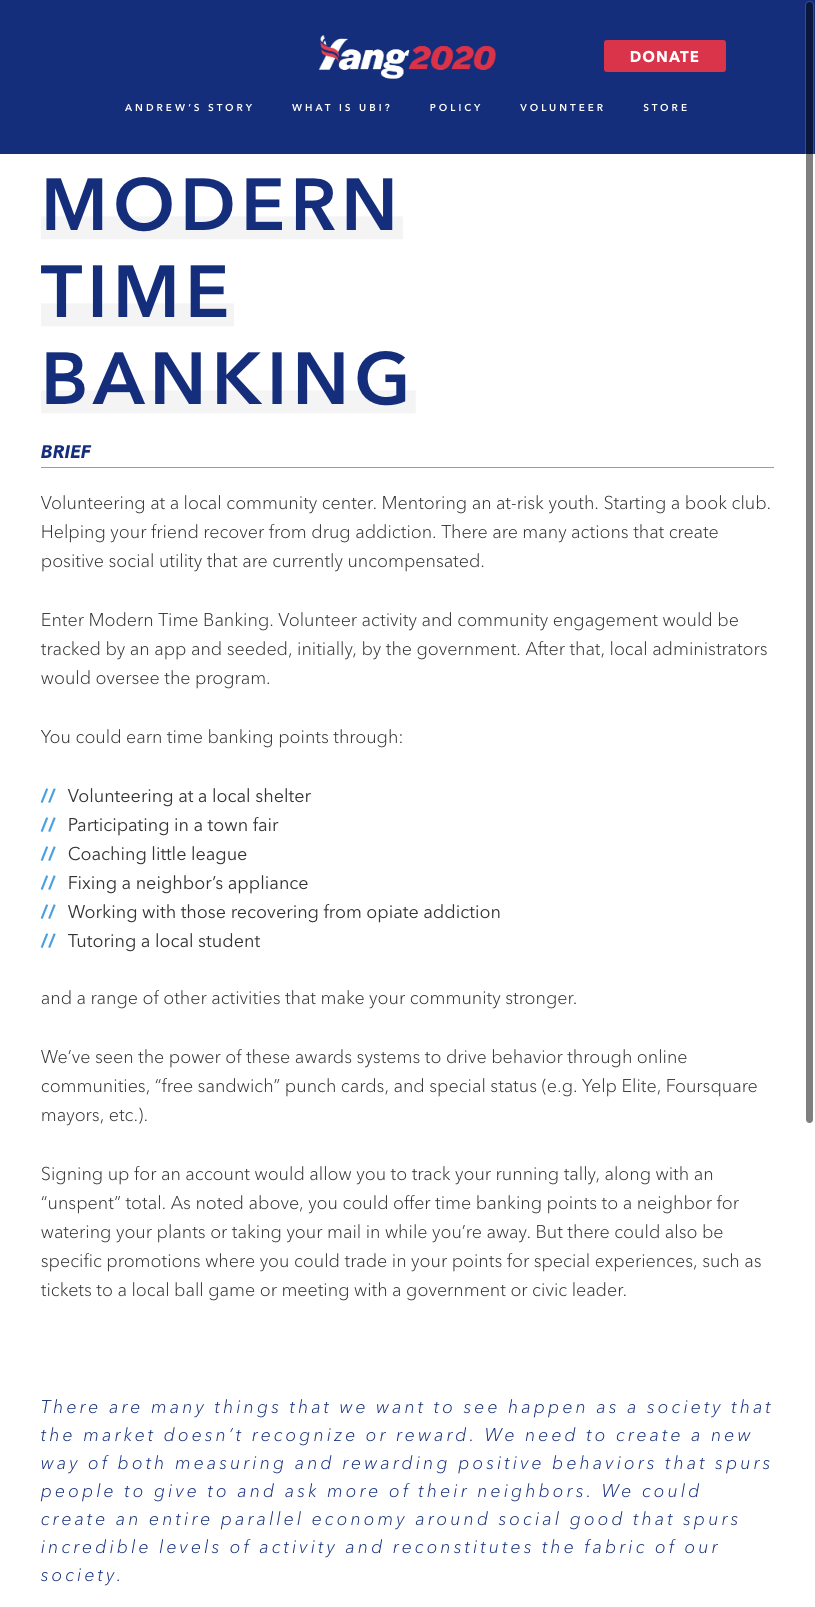 Yang2020
DONATE
ANDREW'S STORY WHAT IS UBI? POLICY VOLUNTEER STORE
MODERN
TIME
BANKING
BRIEF
Volunteering at a local community center. Mentoring an at-risk youth. Starting a book club.
Helping your friend recover from drug addiction. There are many actions that create
positive social utility that are currently uncompensated.
Enter Modern Time Banking. Volunteer activity and community engagement would be
tracked by an app and seeded, initially, by the government. After that, local administrators
would oversee the program.
You could earn time banking points through:
// Volunteering at a local shelter
// Participating in a town fair
// Coaching little league
// Fixing a neighbor’s appliance
// Working with those recovering from opiate addiction
// Tutoring a local student
and a range of other activities that make your community stronger.
We’ve seen the power of these awards systems to drive behavior through online
communities, “free sandwich” punch cards, and special status (e.g. Yelp Elite, Foursquare
mayors, etc.).
Signing up for an account would allow you to track your running tally, along with an
“unspent” total. As noted above, you could offer time banking points to a neighbor for
watering your plants or taking your mail in while you’re away. But there could also be
specific promotions where you could trade in your points for special experiences, such as
tickets to a local ball game or meeting with a government or civic leader.
There are many things that we want to see happen as a society that
the market doesn’t recognize or reward. We need to create a new
way of both measuring and rewarding positive behaviors that spurs
people to give to and ask more of their neighbors. We could
create an entire parallel economy around social good that spurs
incredible levels of activity and reconstitutes the fabric of our
society.